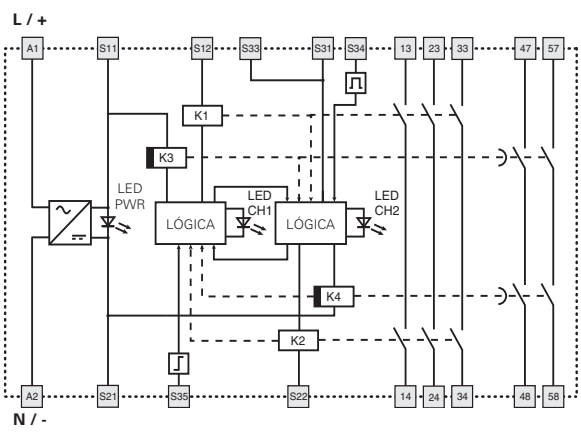 L / +
A1 S11 S12 S33 S31 S34 13 23 33 47 57
K1
K3
LED
PWR
LÓGICA
LED
CH1
LÓGICA
LED
CH2
K4
K2
A2 S21 S35 S22 14 24 34 48 58
N / -